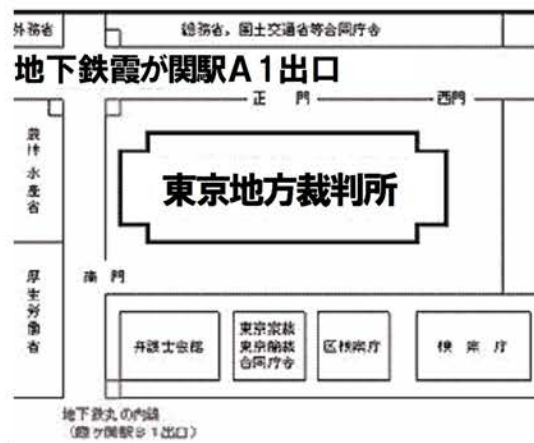 外務省
総務省，国土交通省等合同庁舎
地下鉄霞が関駅A1出口
正門
西門
農林水産省
東京地方裁判所
厚生労働省
南門
弁護士会館
東京家裁
東京簡裁
合同庁舎
区検察庁
検察庁
地下鉄丸の内線
（霞ヶ関駅B1出口）